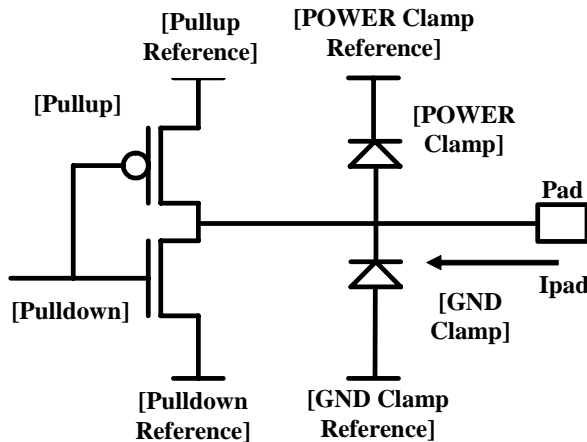 [Pullup
Reference]
[POWER Clamp
Reference]
[Pullup]
[POWER
Clamp]
Pad
Ipad
[Pulldown]
[GND
Clamp]
[Pulldown
Reference]
[GND Clamp
Reference]